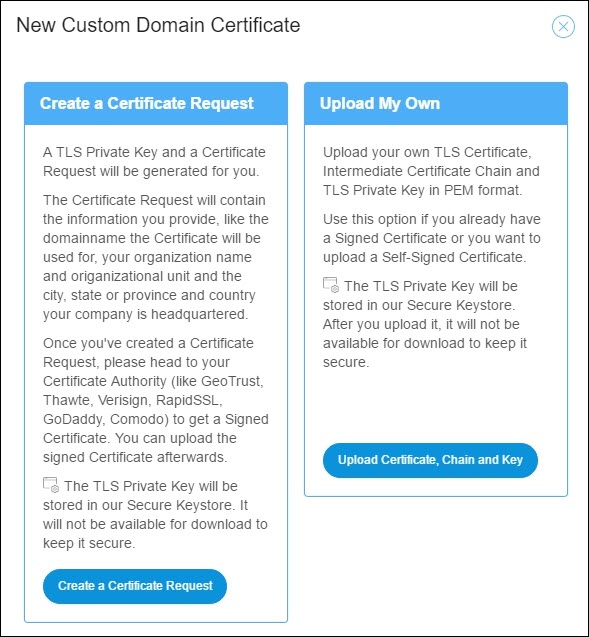 New Custom Domain Certificate
Create a Certificate Request
A TLS Private Key and a Certificate
Request will be generated for you.
The Certificate Request will contain
the information you provide, like the
domainname the Certificate will be
used for, your organization name
and origanizational unit and the
city, state or province and country
your company is headquartered.
Once you've created a Certificate
Request, please head to your
Certificate Authority (like GeoTrust,
Thawte, Verisign, RapidSSL,
GoDaddy, Comodo) to get a Signed
Certificate. You can upload the
signed Certificate afterwards.
The TLS Private Key will be
stored in our Secure Keystore. It
will not be available for download to
keep it secure.
Create a Certificate Request
Upload My Own
Upload your own TLS Certificate,
Intermediate Certificate Chain and
TLS Private Key in PEM format.
Use this option if you already have
a Signed Certificate or you want to
upload a Self-Signed Certificate.
The TLS Private Key will be
stored in our Secure Keystore.
After you upload it, it will not be
available for download to keep it
secure.
Upload Certificate, Chain and Key